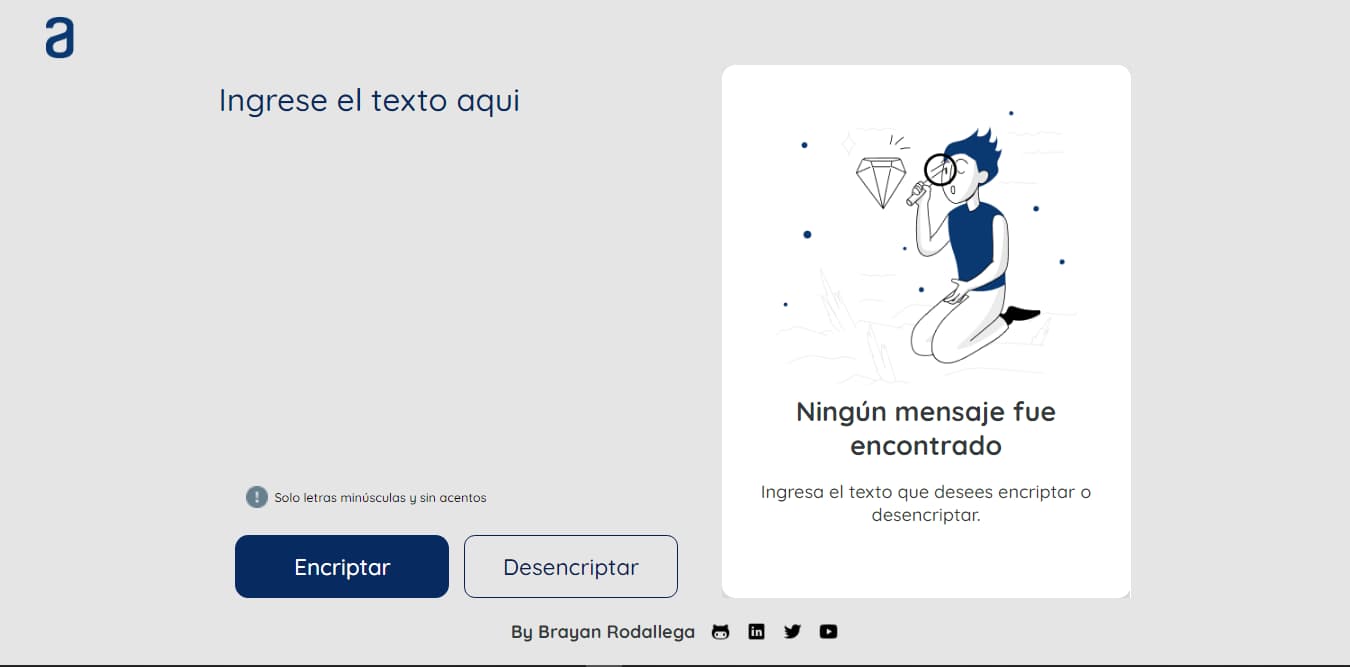 a
Ingrese el texto aqui
Solo letras minúsculas y sin acentos
Encriptar
Desencriptar
Ningún mensaje fue
encontrado
Ingresa el texto que desees encriptar o
desencriptar.
By Brayan Rodallega